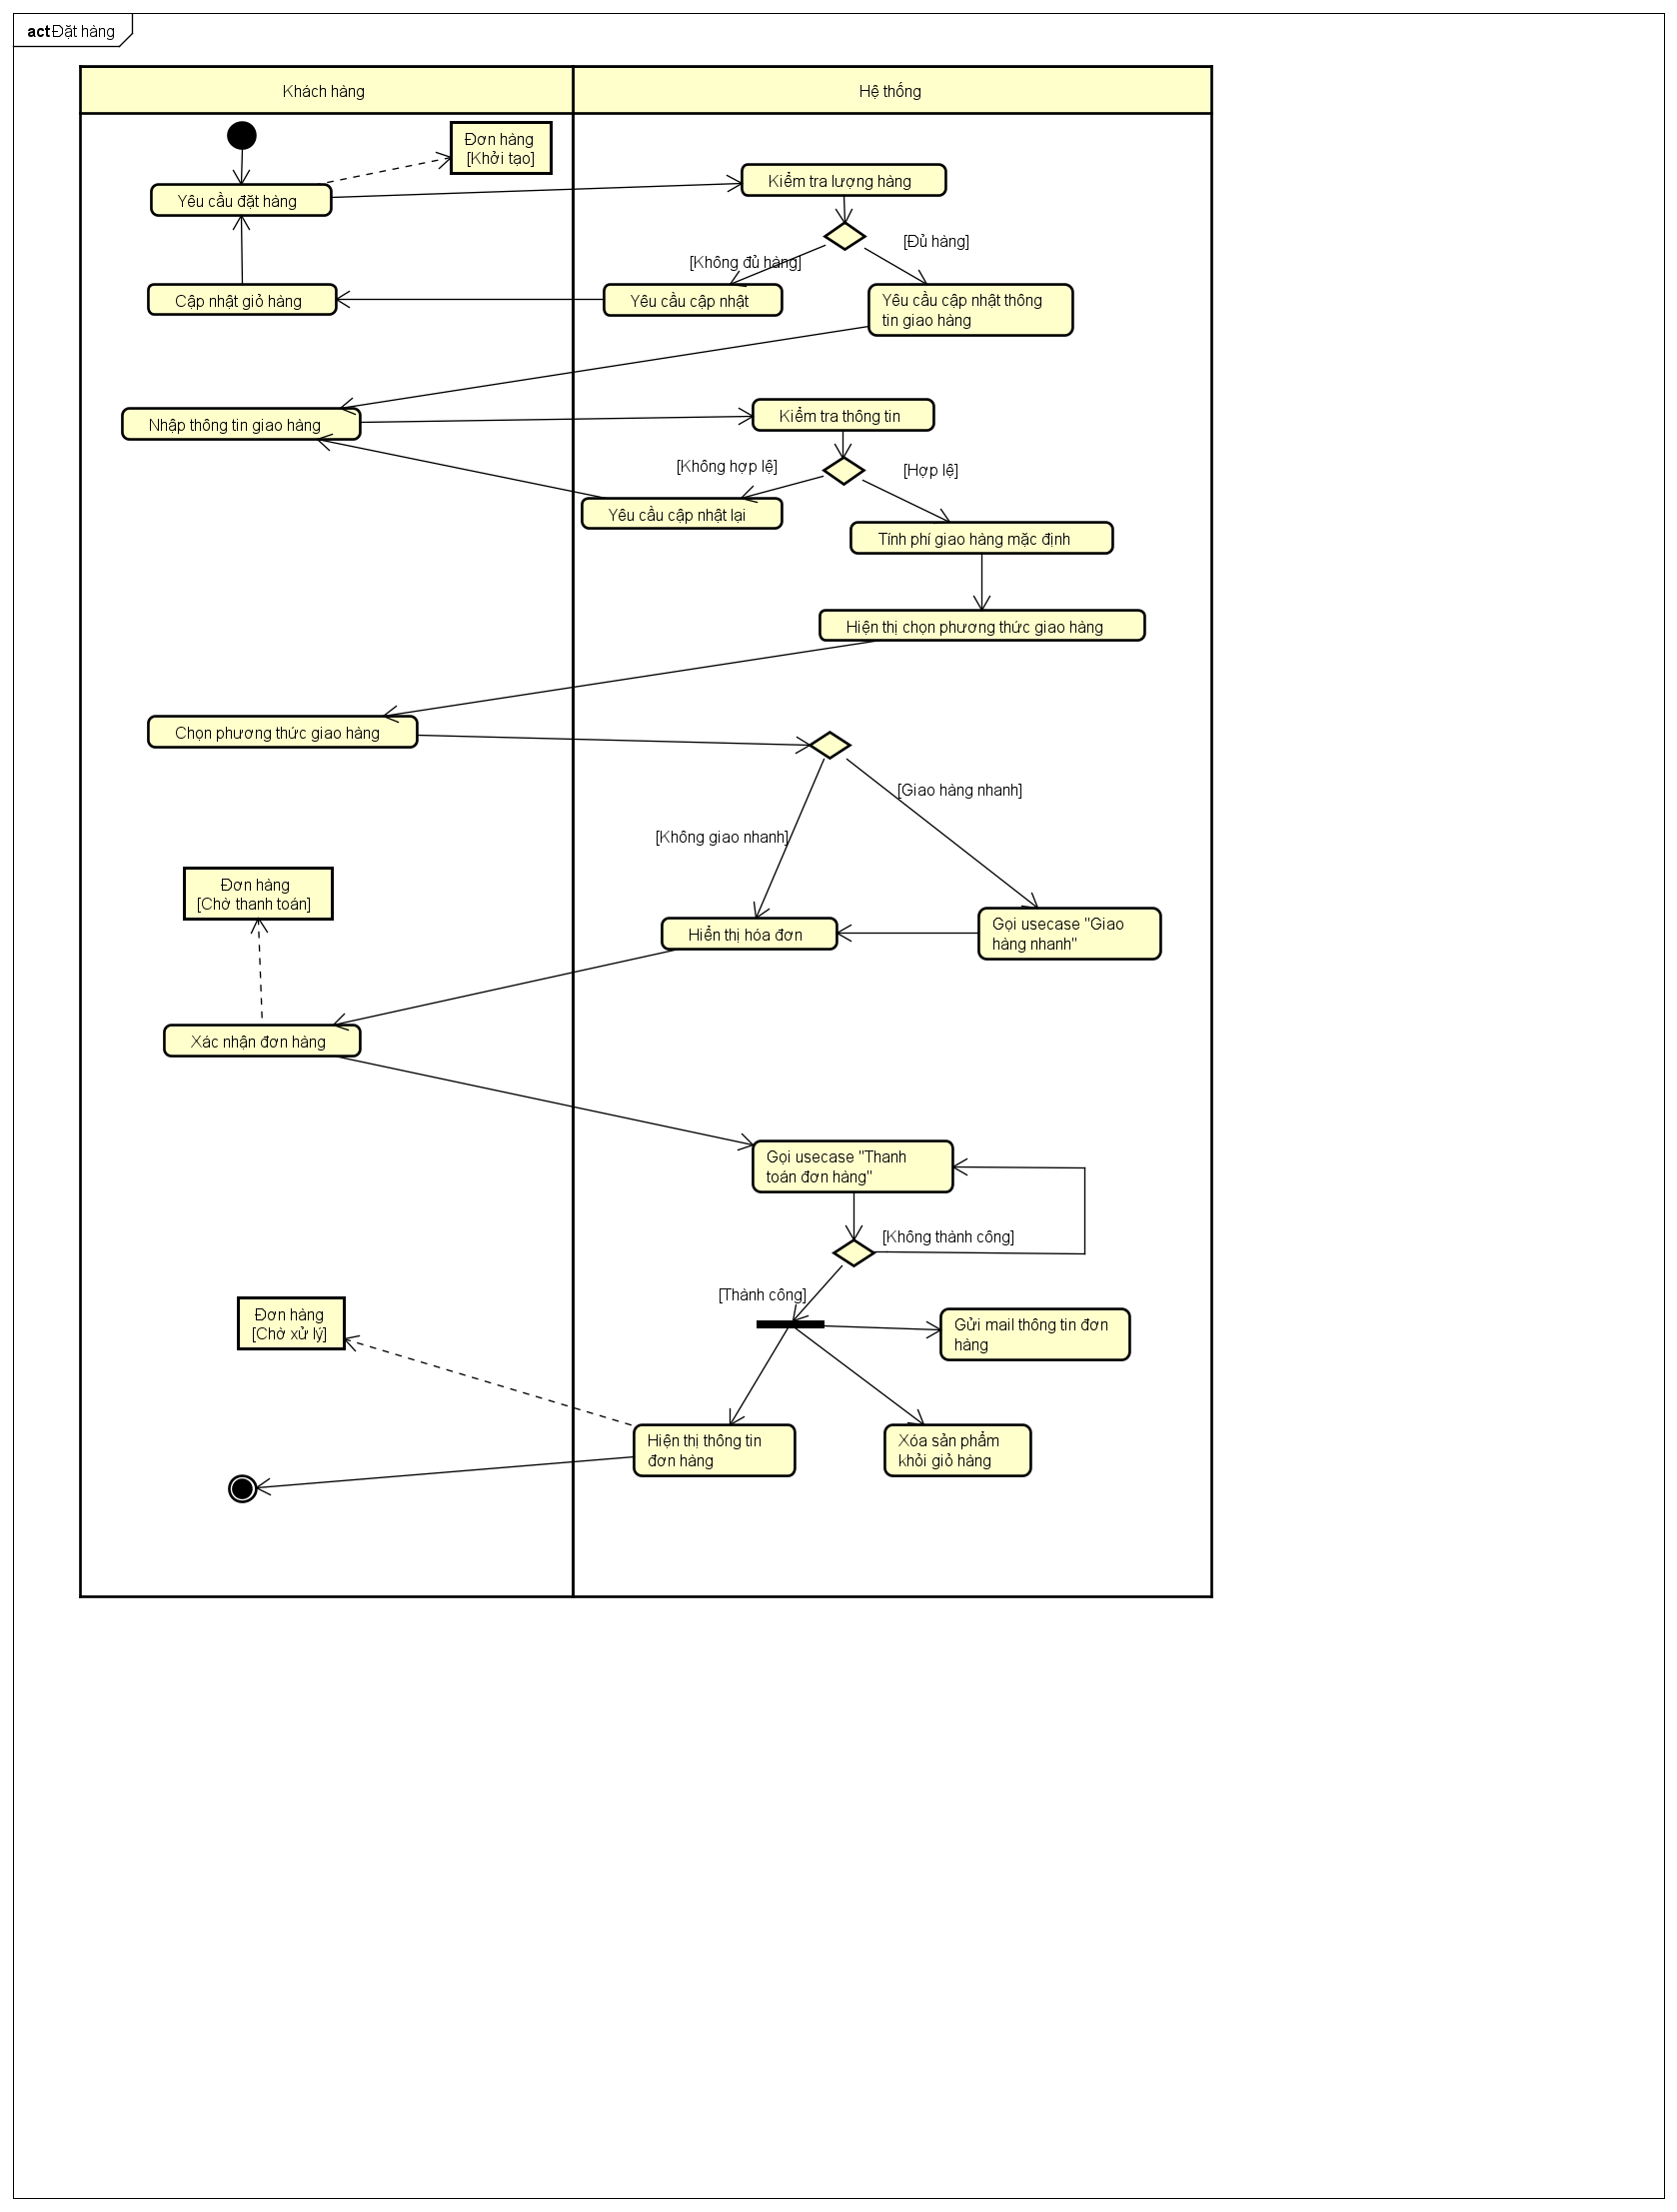 act Đặt hàng
Khách hàng
Hệ thống
Đơn hàng
[Khởi tạo]
Kiểm tra lượng hàng
Yêu cầu đặt hàng
[Đủ hàng]
[Không đủ hàng]
Cập nhật giỏ hàng
Yêu cầu cập nhật
Yêu cầu cập nhật thông
tin giao hàng
Nhập thông tin giao hàng
Kiểm tra thông tin
[Không hợp lệ]
[Hợp lệ]
Yêu cầu cập nhật lại
Tính phí giao hàng mặc định
Hiện thị chọn phương thức giao hàng
Chọn phương thức giao hàng
[Giao hàng nhanh]
[Không giao nhanh]
Đơn hàng
[Chờ thanh toán]
Hiển thị hóa đơn
Gọi usecase "Giao
hàng nhanh"
Xác nhận đơn hàng
Gọi usecase "Thanh
toán đơn hàng"
[Không thành công]
[Thành công]
Đơn hàng
[Chờ xử lý]
Gửi mail thông tin đơn
hàng
Hiện thị thông tin
đơn hàng
Xóa sản phẩm
khỏi giỏ hàng